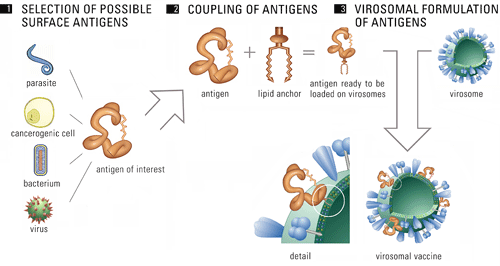 1 SELECTION OF POSSIBLE
SURFACE ANTIGENS
parasite
cancerogenic cell
bacterium
virus
antigen of interest
2 COUPLING OF ANTIGENS
antigen
+
lipid anchor
=
antigen ready to be
loaded on virosomes
3 VIROSOMAL FORMULATION
OF ANTIGENS
virosome
detail
virosomal vaccine